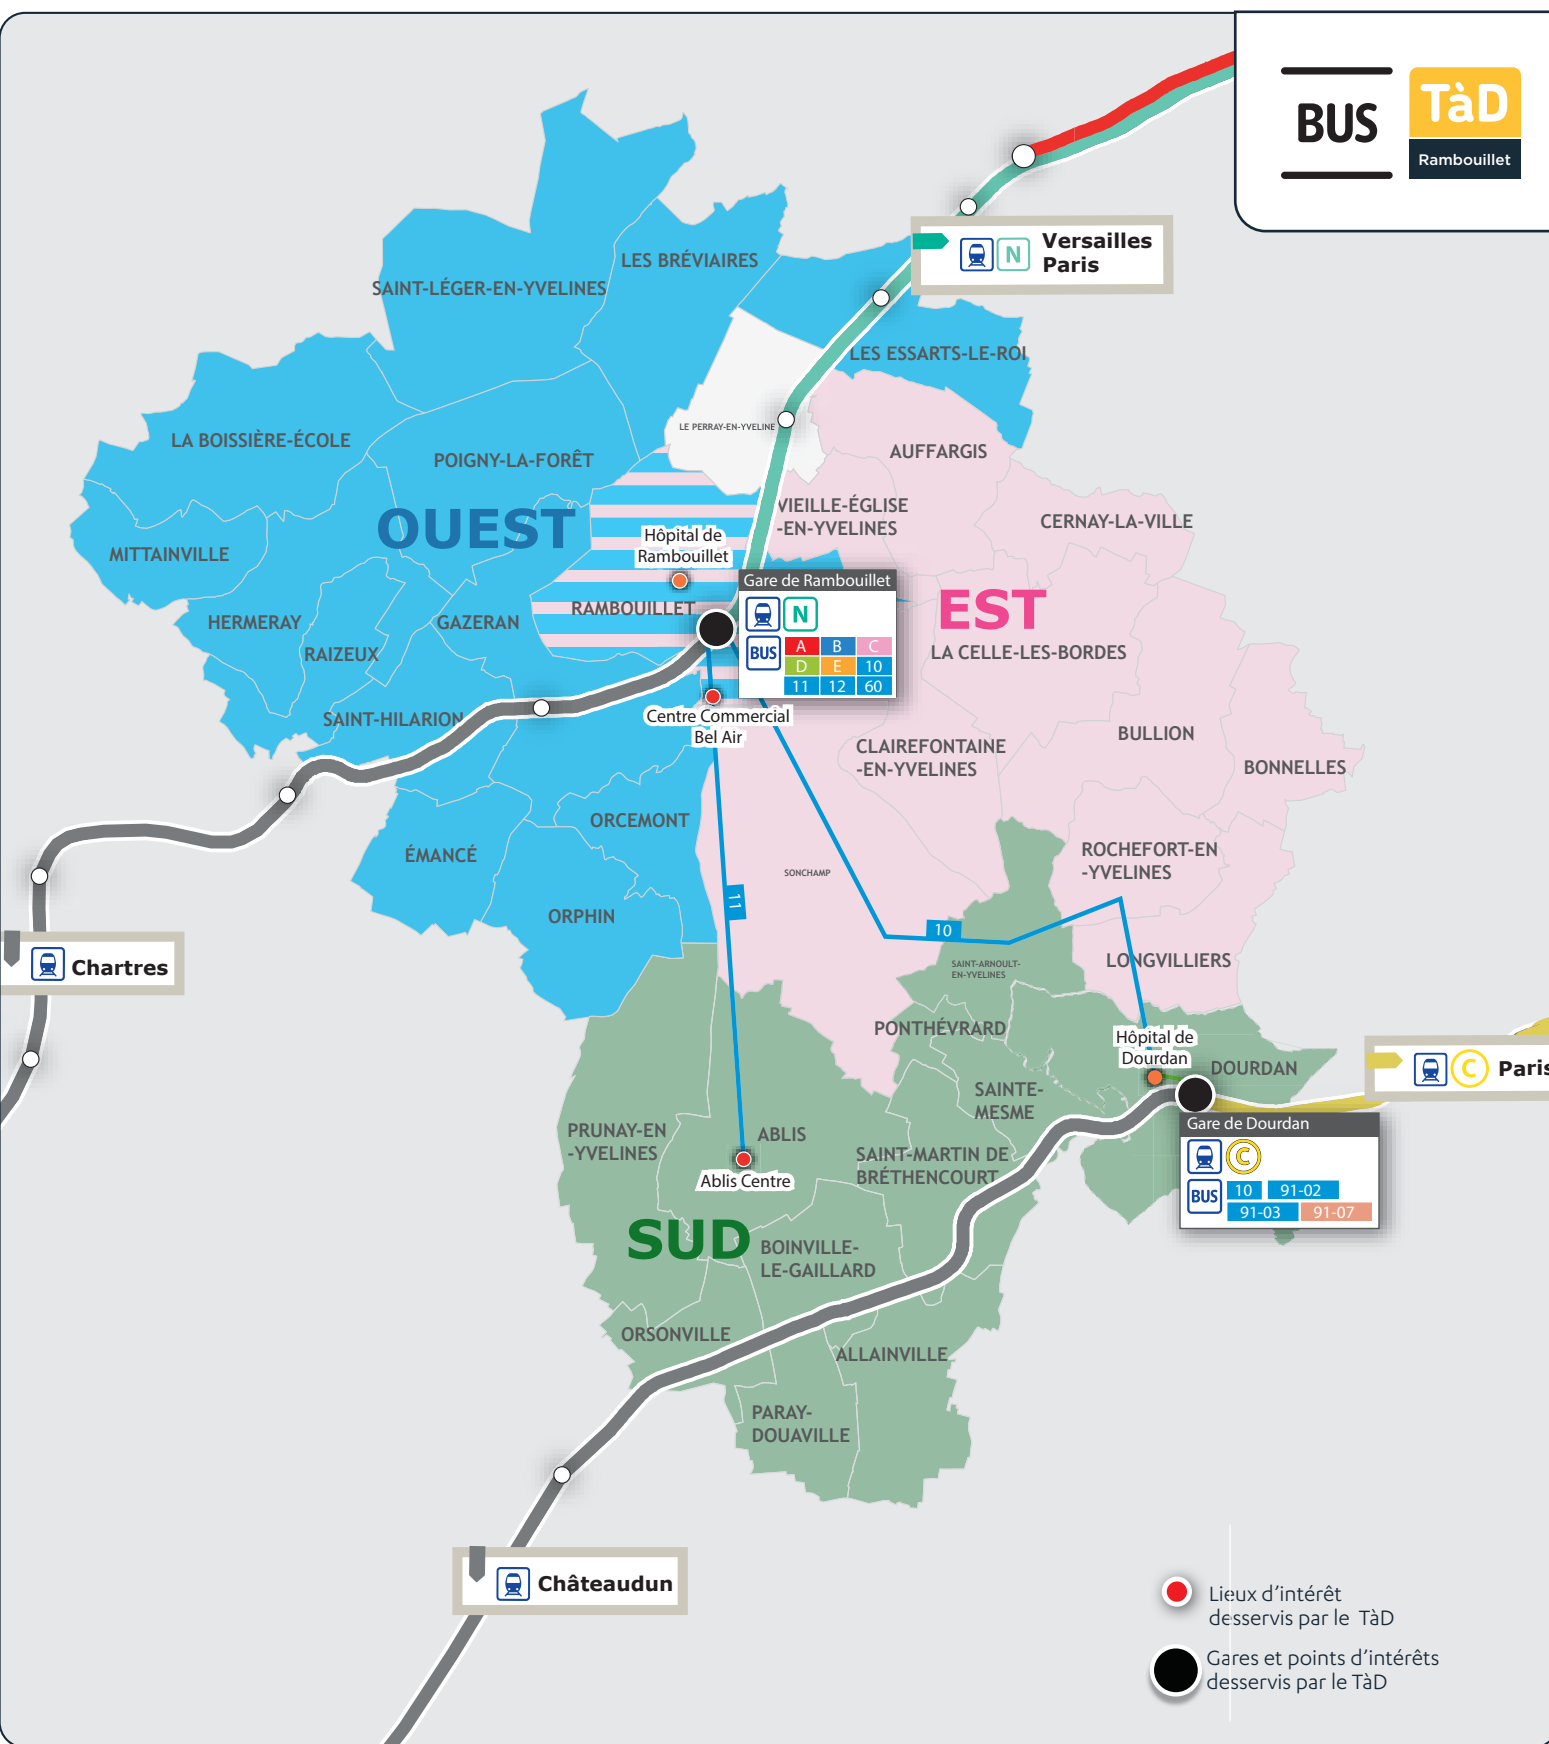 BUS
TàD
Rambouillet
N
Versailles
Paris
LES BRÉVIAIRES
SAINT-LÉGER-EN-YVELINES
LES ESSARTS-LE-ROI
LA BOISSIÈRE-ÉCOLE
LE PERRAY-EN-YVELINE
AUFFARGIS
POIGNY-LA-FORÊT
OUEST
VIEILLE-ÉGLISE
-EN-YVELINES
CERNAY-LA-VILLE
MITTAINVILLE
Hôpital de
Rambouillet
Gare de Rambouillet
N
BUS
A B C
D E 10
11 12 60
HERMERAY
GAZERAN
RAMBOUILLET
EST
RAIZEUX
LA CELLE-LES-BORDES
SAINT-HILARION
Centre Commercial
Bel Air
CLAIREFONTAINE
-EN-YVELINES
BULLION
BONNELLES
ORCEMONT
ÉMANCÉ
ROCHEFORT-EN
-YVELINES
SONCHAMP
11
ORPHIN
10
Chartres
SAINT-ARNOULT-
EN-YVELINES
LONGVILLIERS
PONTHÉVRARD
Hôpital de
Dourdan
DOURDAN
C
Paris
SAINTE-
MESME
Gare de Dourdan
C
BUS
10 91-02
91-03 91-07
PRUNAY-EN
-YVELINES
ABLIS
Ablis Centre
SAINT-MARTIN DE
BRÉTHENCOURT
SUD
BOINVILLE-
LE-GAILLARD
ORSONVILLE
ALLAINVILLE
PARAY-
DOUAVILLE
Châteaudun
Lieux d'intérêt
desservis par le TàD
Gares et points d'intérêts
desservis par le TàD